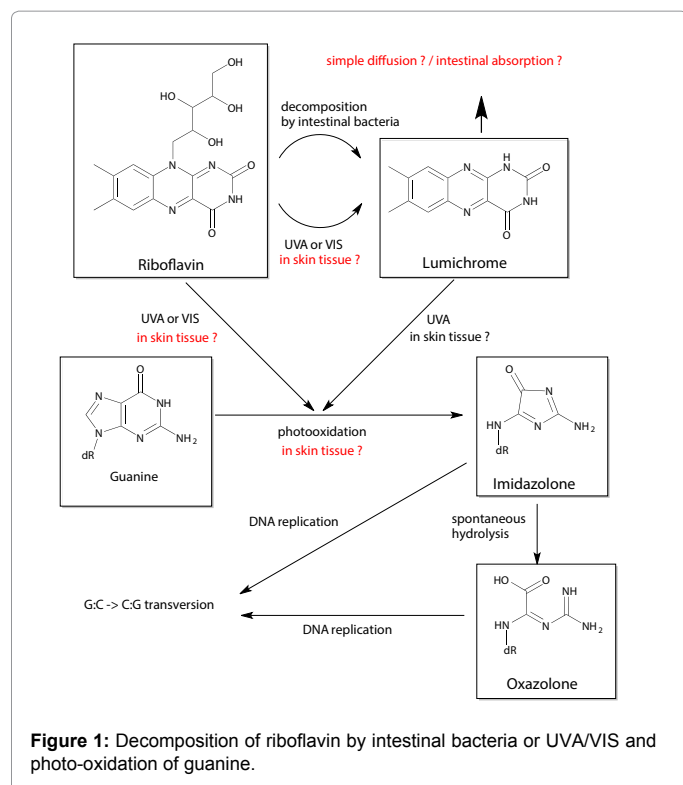 simple diffusion ? / intestinal absorption ?
OH
HO
OH
HO
OH
N
N
O
NH
N
O
Riboflavin
decomposition
by intestinal bacteria
UVA or VIS
in skin tissue ?
H
N
N
O
NH
N
O
Lumichrome
UVA or VIS
in skin tissue ?
UVA
in skin tissue ?
O
N
NH
N
N
NH2
dR
Guanine
photooxidation
in skin tissue ?
O
N
HN
N
NH2
dR
Imidazolone
DNA replication
spontaneous
hydrolysis
G:C -> C:G transversion
DNA replication
HO
O
NH
HN
N
NH2
dR
Oxazolone
Figure 1: Decomposition of riboflavin by intestinal bacteria or UVA/VIS and
photo-oxidation of guanine.